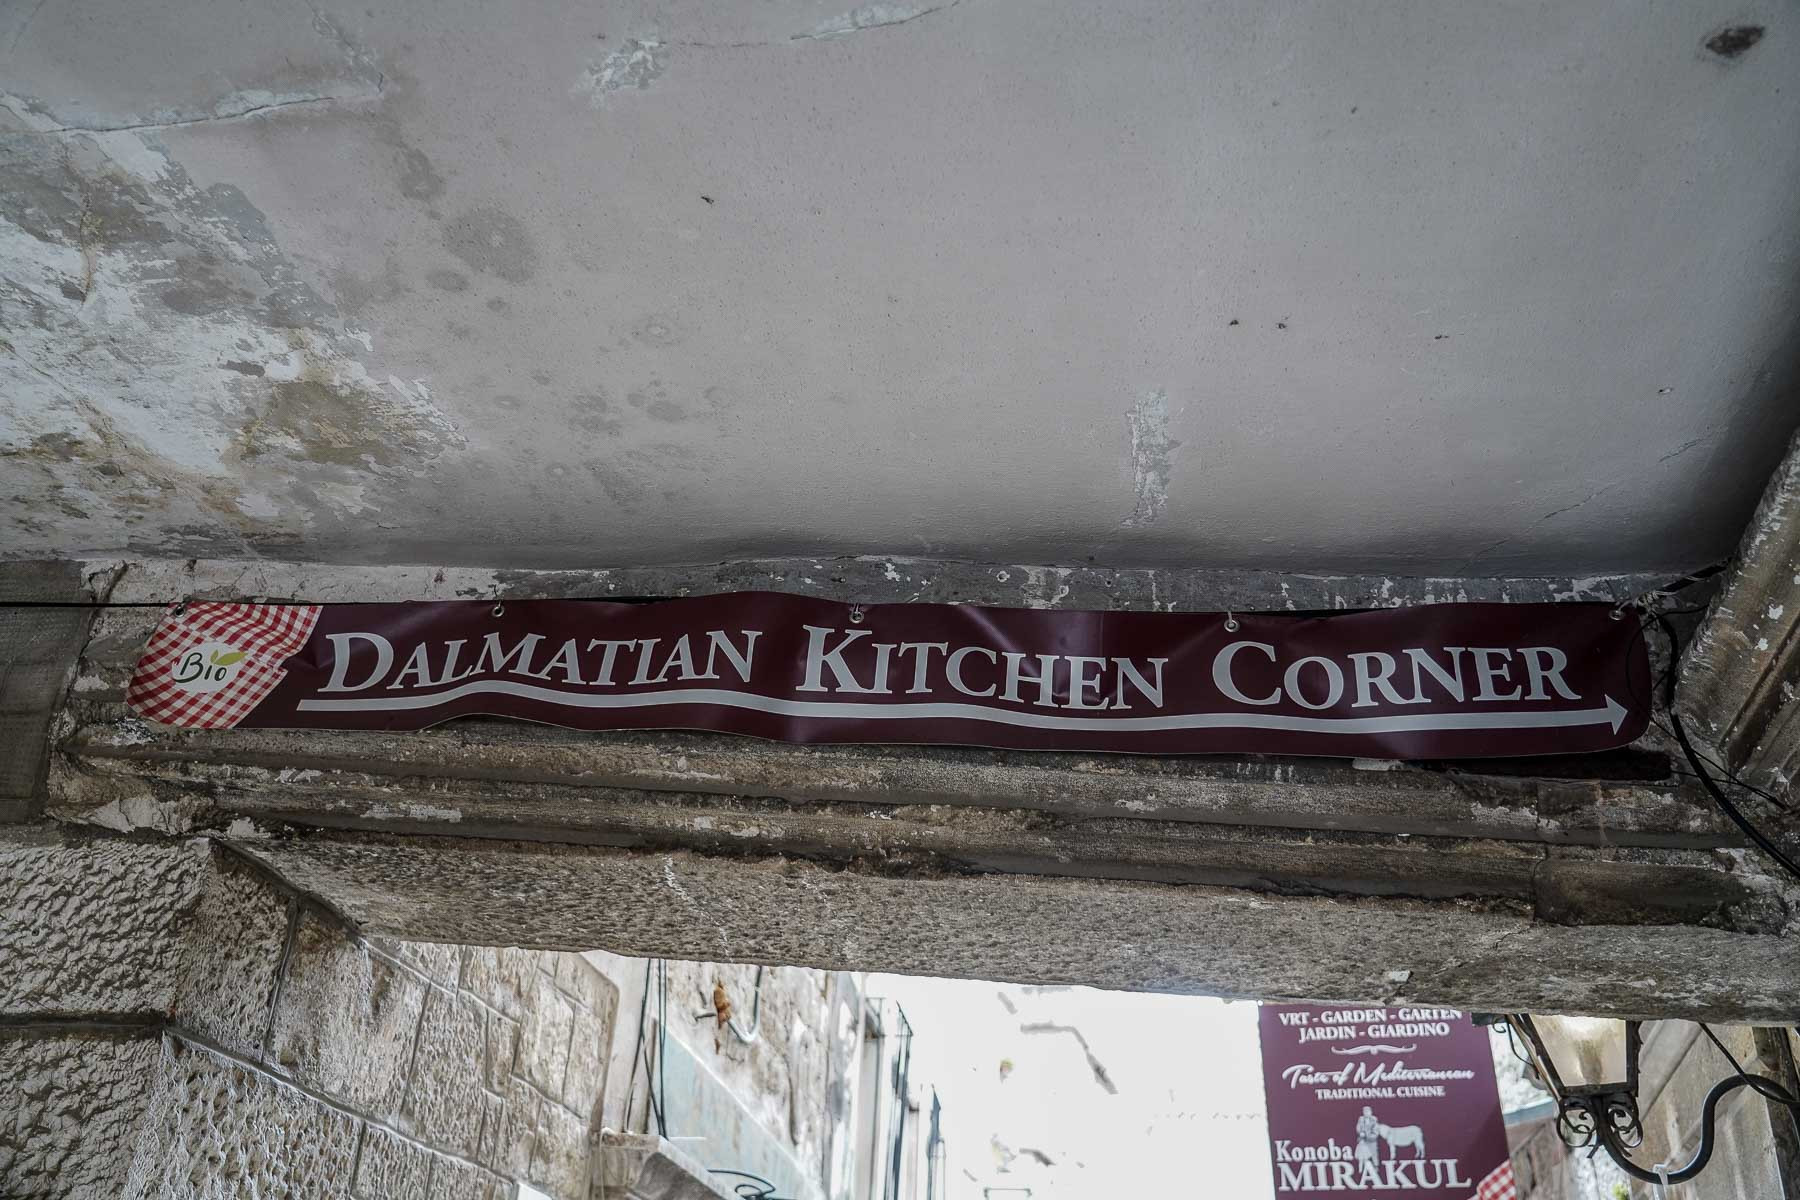 Bio
DALMATIAN KITCHEN CORNER
VRT - GARDEN - GARTEN
JARDIN - GIARDINO
Taste of Mediterranean
TRADITIONAL CUISINE
Konoba
MIRAKUL